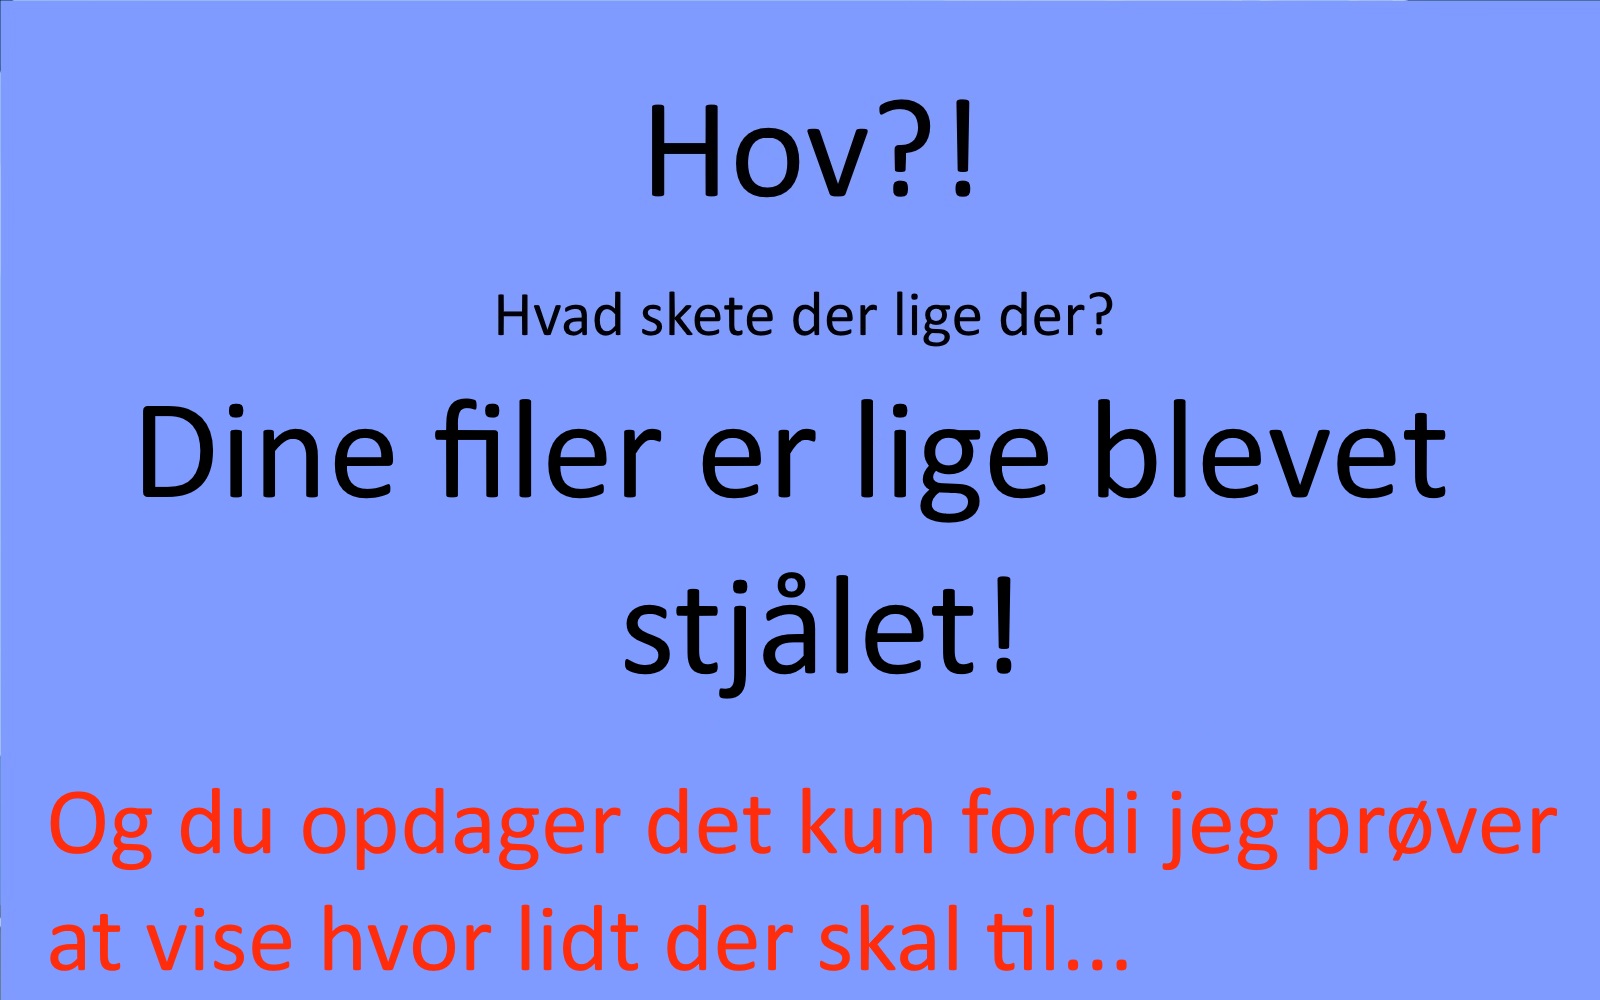 Hov?!
Hvad skete der lige der?
Dine filer er lige blevet
stjålet!
Og du opdager det kun fordi jeg prøver
at vise hvor lidt der skal til...